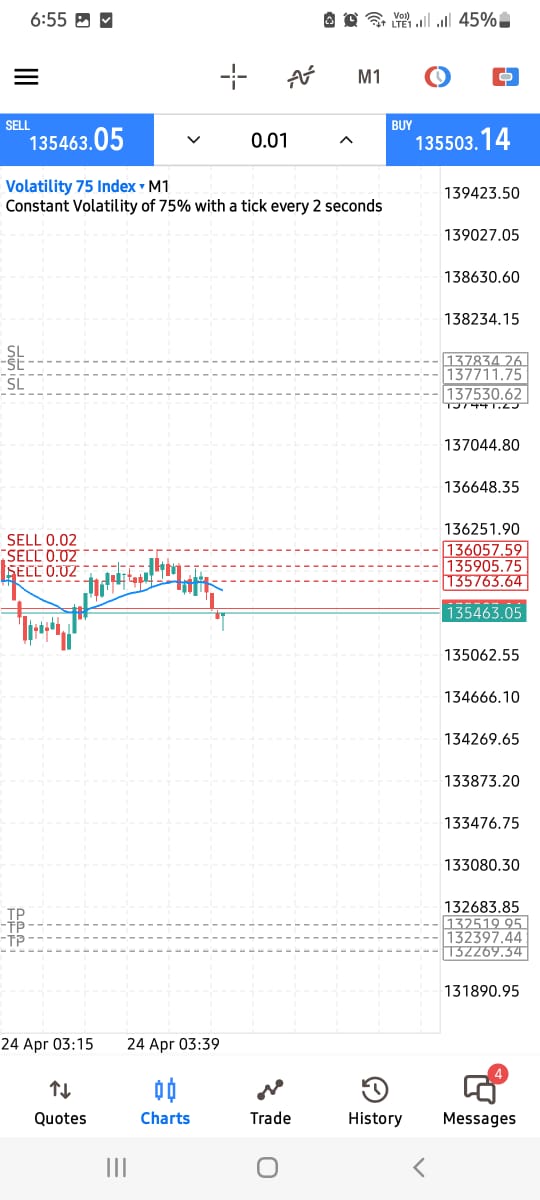 6:55
Vo))
LTE1
45%
M1
SELL
135463.05
0.01
BUY
135503.14
Volatility 75 Index ▾ M1
Constant Volatility of 75% with a tick every 2 seconds
139423.50
139027.05
138630.60
138234.15
SL
137834.26
SL
137711.75
SL
137530.62
137441.25
137044.80
136648.35
136251.90
SELL 0.02
136057.59
SELL 0.02
135905.75
SELL 0.02
135763.64
135463.05
135062.55
134666.10
134269.65
133873.20
133476.75
133080.30
132683.85
TP
132519.95
TP
132397.44
TP
132269.34
131890.95
24 Apr 03:15
24 Apr 03:39
4
Quotes
Charts
Trade
History
Messages